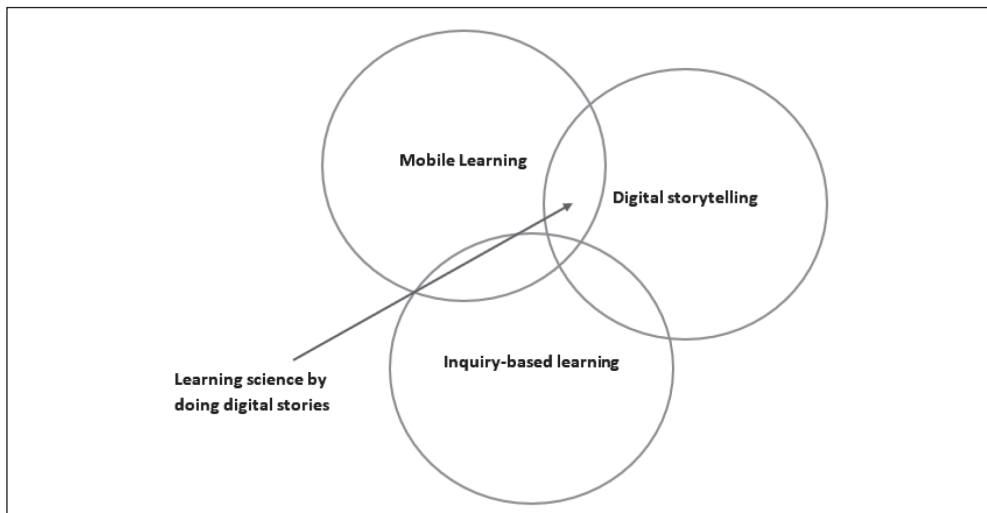 Mobile Learning
Digital storytelling
Inquiry-based learning
Learning science by
doing digital stories